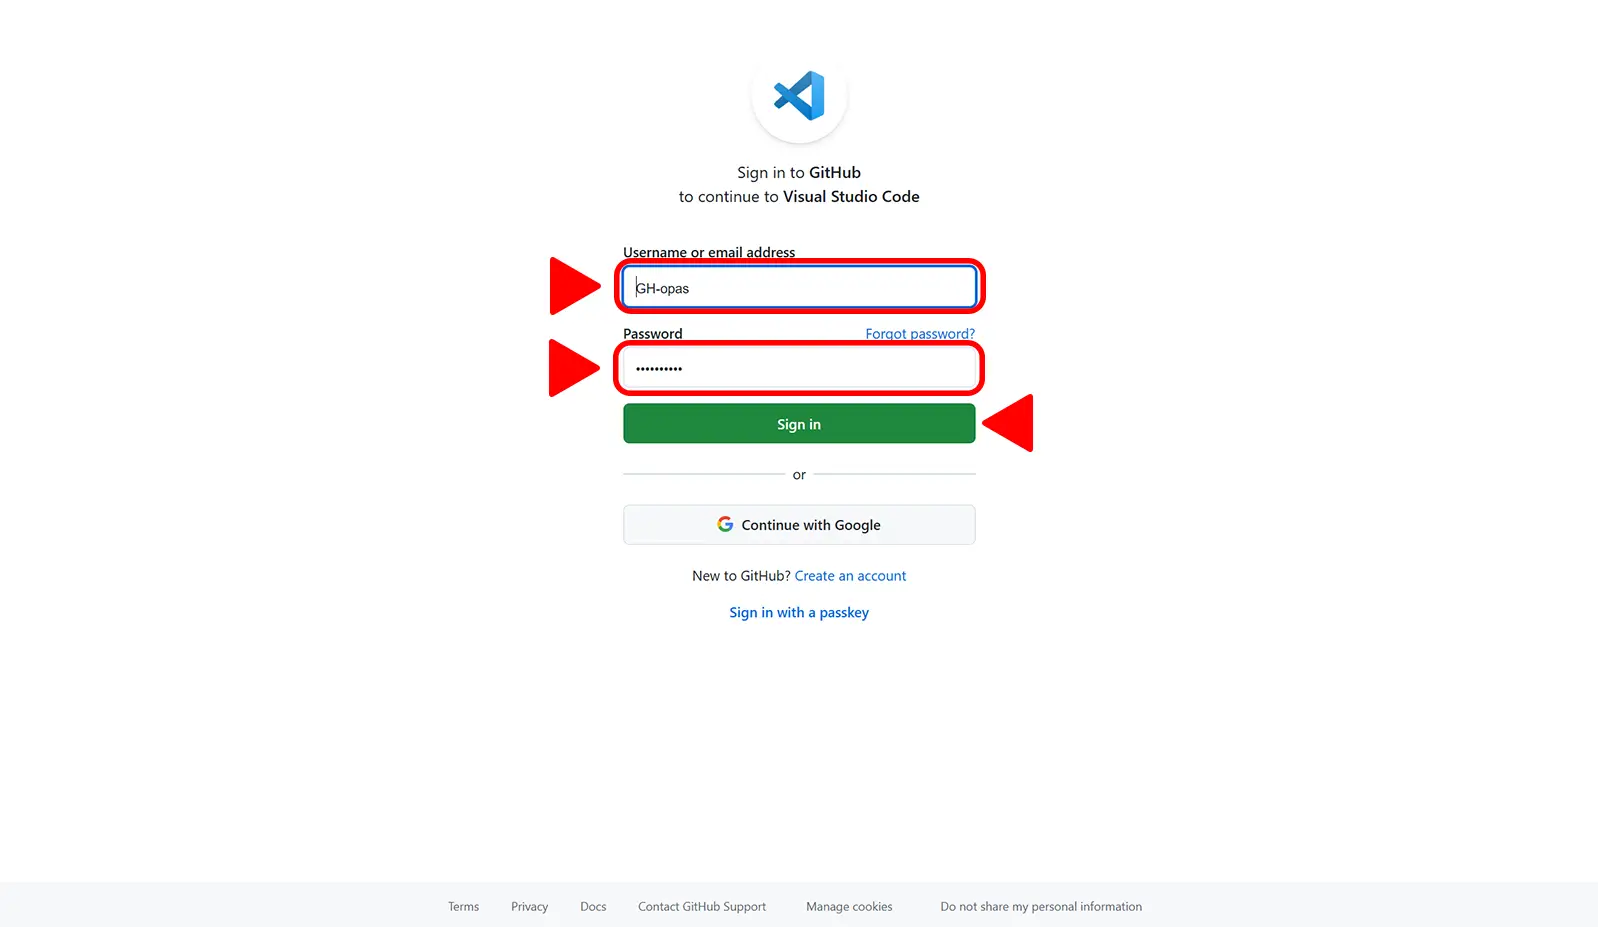 Sign in to GitHub
to continue to Visual Studio Code
Username or email address
GH-opas
Password Forgot password?
••••••••••
Sign in
or
Continue with Google
New to GitHub? Create an account
Sign in with a passkey
Terms Privacy Docs Contact GitHub Support Manage cookies Do not share my personal information